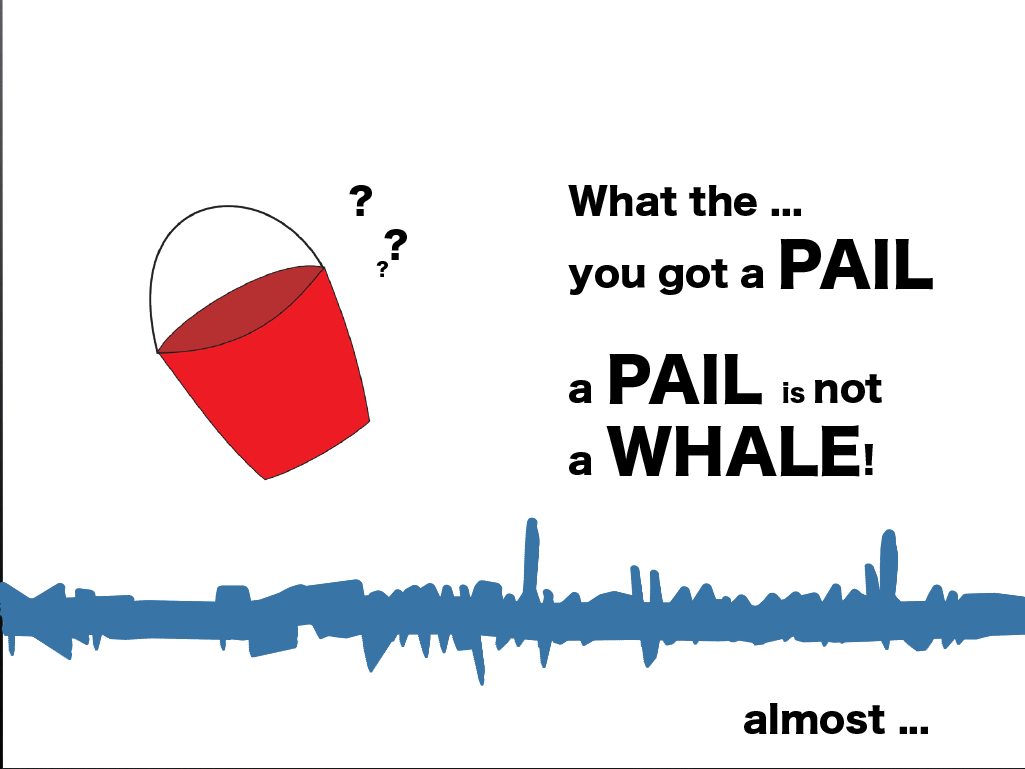 ?
?
?
What the ...
you got a PAIL
a PAIL is not
a WHALE!
almost ...